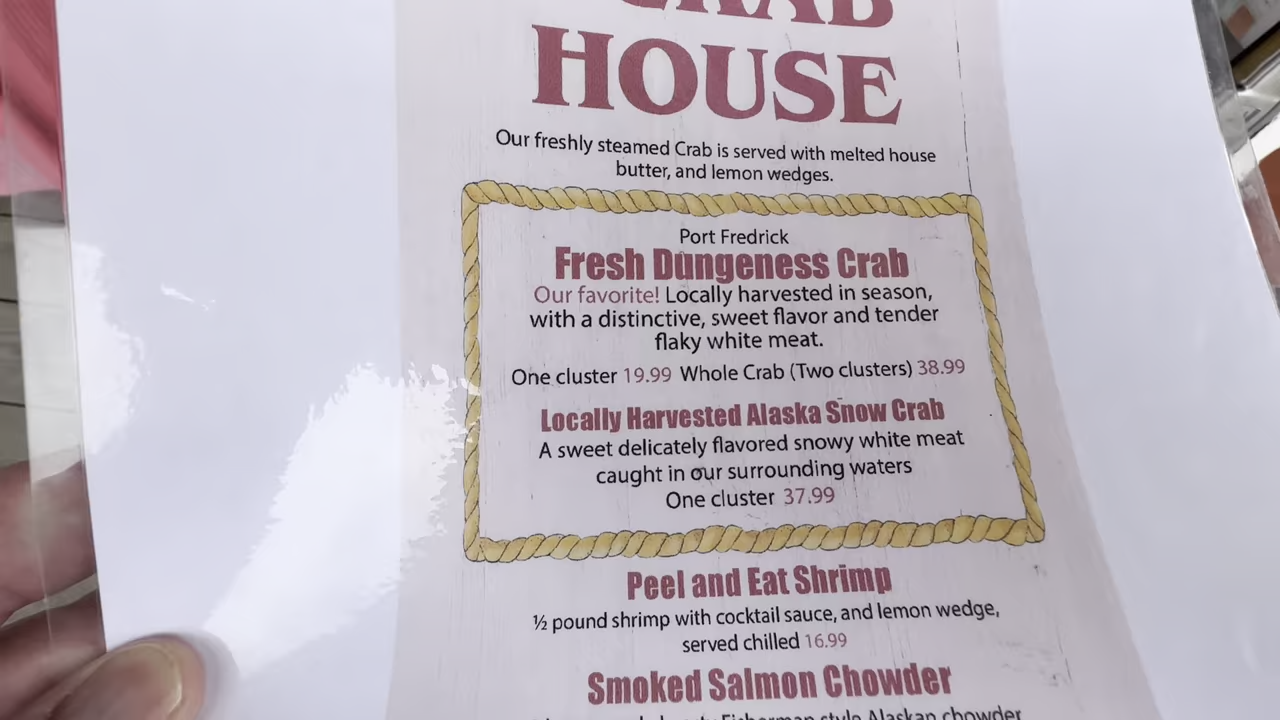 CRAB
HOUSE
Our freshly steamed Crab is served with melted house
butter, and lemon wedges.
Port Fredrick
Fresh Dungeness Crab
Our favorite! Locally harvested in season,
with a distinctive, sweet flavor and tender
flaky white meat.
One cluster 19.99 Whole Crab (Two clusters) 38.99
Locally Harvested Alaska Snow Crab
A sweet delicately flavored snowy white meat
caught in our surrounding waters
One cluster 37.99
Peel and Eat Shrimp
½ pound shrimp with cocktail sauce, and lemon wedge,
served chilled 16.99
Smoked Salmon Chowder
Fisherman style Alaskan chowder